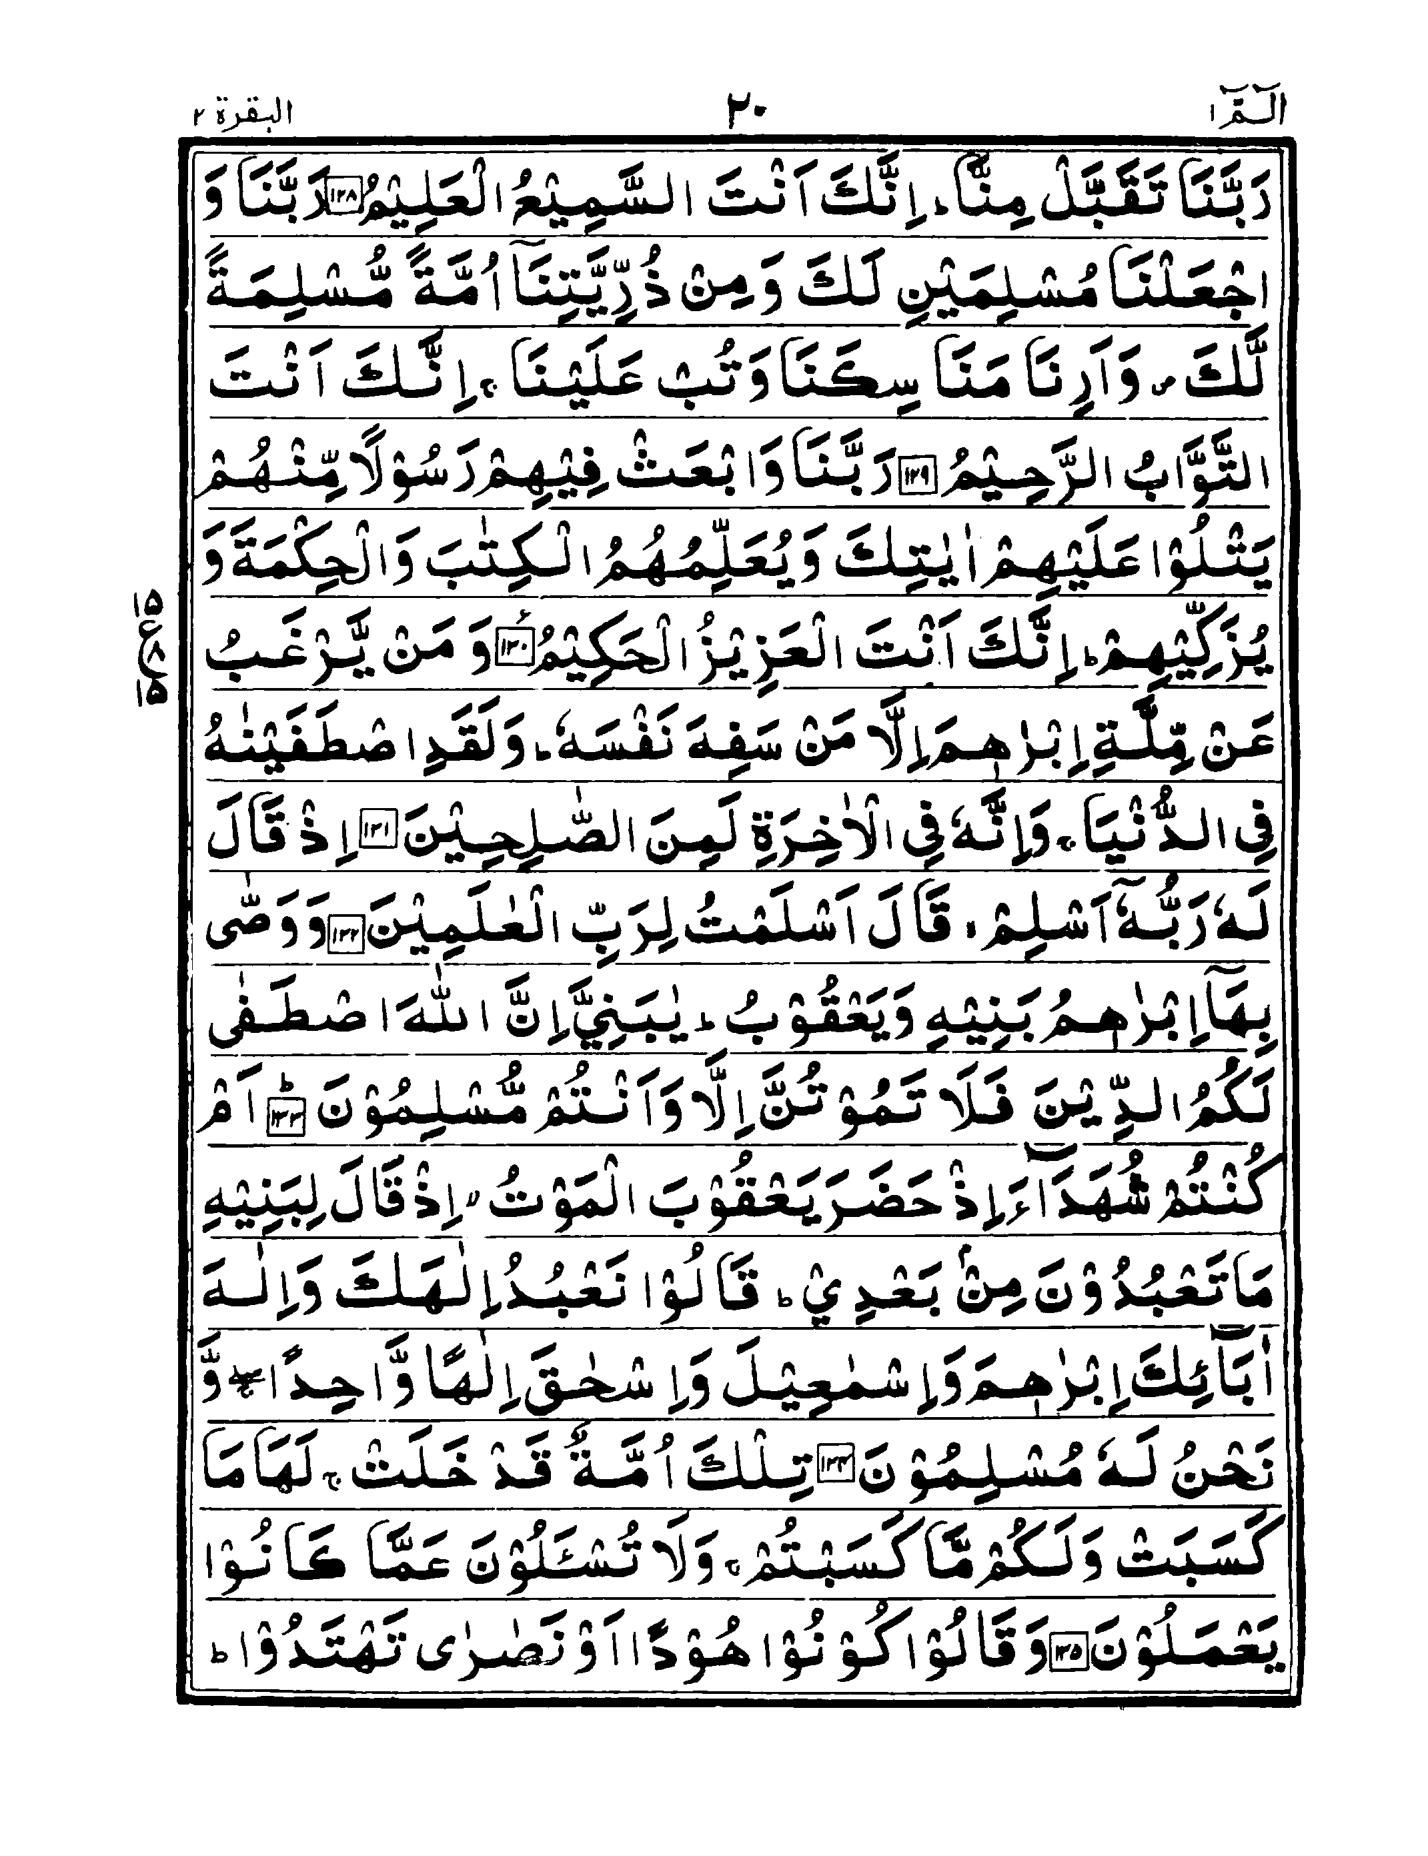 الٓـمّٓ ١ ٢٠ البقرة ٢
رَبَّنَا تَقَبَّلْ مِنَّا ؕ اِنَّكَ اَنْتَ السَّمِيْعُ الْعَلِيْمُ ١٢٨ رَبَّنَا وَ
اجْعَلْنَا مُسْلِمَيْنِ لَكَ وَ مِنْ ذُرِّيَّتِنَآ اُمَّةً مُّسْلِمَةً
لَّكَ ۪ وَاَرِنَا مَنَاسِكَنَا وَتُبْ عَلَيْنَا ۚ اِنَّكَ اَنْتَ
التَّوَّابُ الرَّحِيْمُ ١٢٩ رَبَّنَا وَابْعَثْ فِيْهِمْ رَسُوْلًا مِّنْهُمْ
يَتْلُوْا عَلَيْهِمْ اٰيٰتِكَ وَيُعَلِّمُهُمُ الْكِتٰبَ وَالْحِكْمَةَ وَ
يُزَكِّيْهِمْ ؕ اِنَّكَ اَنْتَ الْعَزِيْزُ الْحَكِيْمُ ١٣٠ وَ مَنْ يَّرْغَبُ
عَنْ مِّلَّةِ اِبْرٰهٖمَ اِلَّا مَنْ سَفِهَ نَفْسَهٗ ؕ وَلَقَدِ اصْطَفَيْنٰهُ
فِي الدُّنْيَا ۚ وَاِنَّهٗ فِي الْاٰخِرَةِ لَمِنَ الصّٰلِحِيْنَ ١٣١ اِذْ قَالَ
لَهٗ رَبُّهٗٓ اَسْلِمْ ۙ قَالَ اَسْلَمْتُ لِرَبِّ الْعٰلَمِيْنَ ١٣٢ وَوَصّٰى
بِهَآ اِبْرٰهٖمُ بَنِيْهِ وَيَعْقُوْبُ ؕ يٰبَنِيَّ اِنَّ اللّٰهَ اصْطَفٰى
لَكُمُ الدِّيْنَ فَلَا تَمُوْتُنَّ اِلَّا وَاَنْتُمْ مُّسْلِمُوْنَ ؕ ١٣٣ اَمْ
كُنْتُمْ شُهَدَآءَ اِذْ حَضَرَ يَعْقُوْبَ الْمَوْتُ ۙ اِذْ قَالَ لِبَنِيْهِ
مَا تَعْبُدُوْنَ مِنْۢ بَعْدِيْ ؕ قَالُوْا نَعْبُدُ اِلٰهَكَ وَاِلٰهَ
اٰبَآئِكَ اِبْرٰهٖمَ وَاِسْمٰعِيْلَ وَاِسْحٰقَ اِلٰهًا وَّاحِدًا ۖۚ وَّ
نَحْنُ لَهٗ مُسْلِمُوْنَ ١٣٤ تِلْكَ اُمَّةٌ قَدْ خَلَتْ ۚ لَهَا مَا
كَسَبَتْ وَلَكُمْ مَّا كَسَبْتُمْ ۚ وَلَا تُسْـَٔلُوْنَ عَمَّا كَانُوْا
يَعْمَلُوْنَ ١٣٥ وَقَالُوْا كُوْنُوْا هُوْدًا اَوْ نَصٰرٰى تَهْتَدُوْا ؕ
١٥
ع ٨
١٥